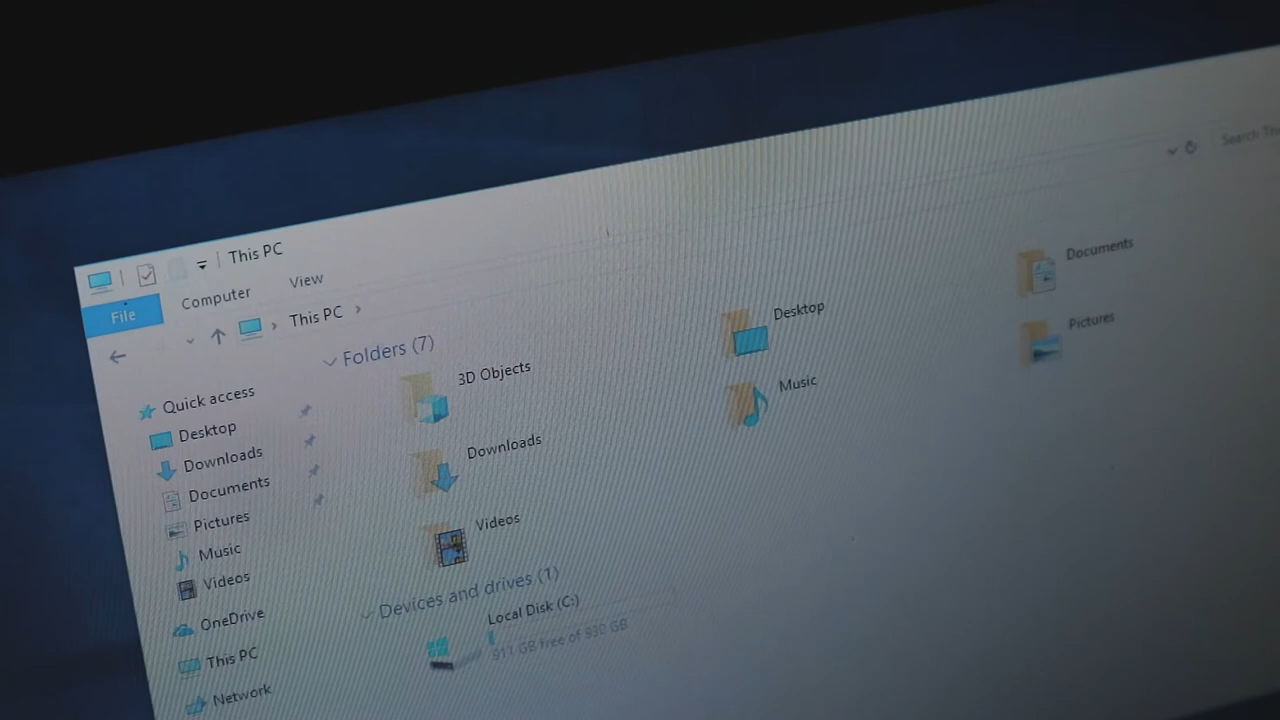 This PC
File Computer View
This PC
Search
Quick access
Desktop
Downloads
Documents
Pictures
Music
Videos
OneDrive
This PC
Network
Folders (7)
3D Objects
Desktop
Documents
Downloads
Music
Pictures
Videos
Devices and drives (1)
Local Disk (C:)
911 GB free of 930 GB